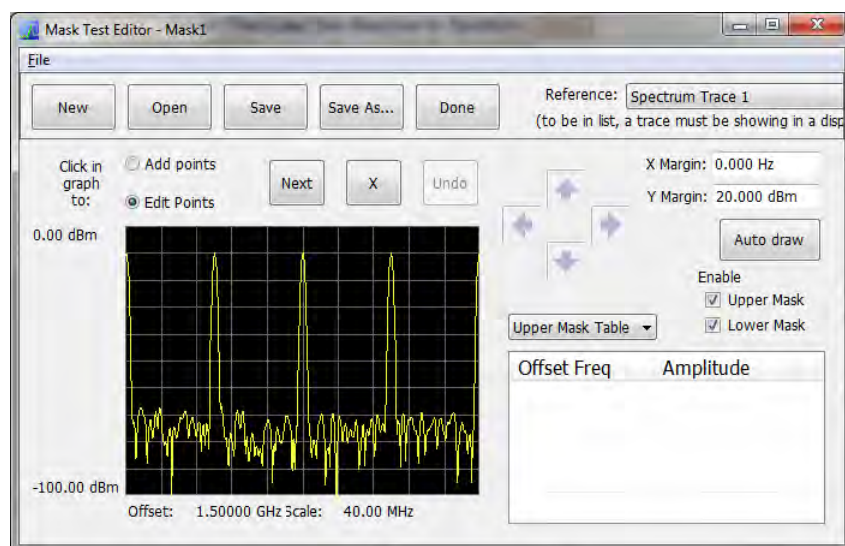 Mask Test Editor - Mask1
File
New
Open
Save
Save As...
Done
Reference:
Spectrum Trace 1
(to be in list, a trace must be showing in a disp
Click in
graph
to:
Add points
Edit Points
Next
X
Undo
X Margin: 0.000 Hz
Y Margin: 20.000 dBm
Auto draw
Enable
Upper Mask
Lower Mask
0.00 dBm
-100.00 dBm
Offset: 1.50000 GHz Scale: 40.00 MHz
Upper Mask Table
Offset Freq Amplitude